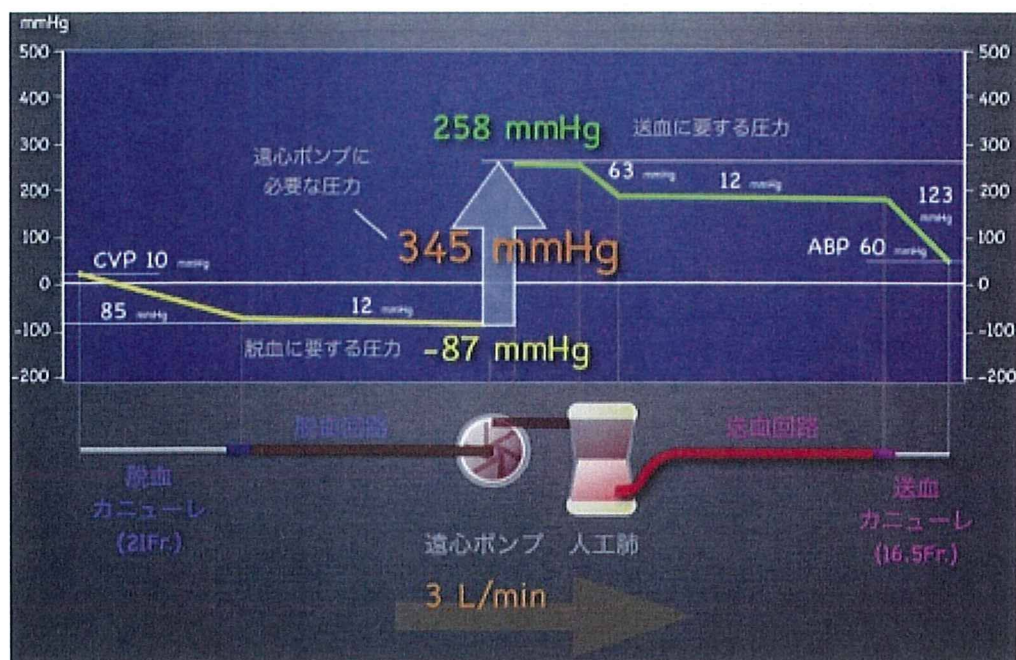 mmHg
500
400
300
200
100
0
-100
-200
500
400
300
200
100
0
-100
-200
258 mmHg
送血に要する圧力
遠心ポンプに
必要な圧力
63 mmHg
12 mmHg
123
mmHg
345 mmHg
CVP 10 mmHg
ABP 60 mmHg
85 mmHg
12 mmHg
脱血に要する圧力
-87 mmHg
脱血回路
送血回路
脱血
カニューレ
(21Fr.)
遠心ポンプ
人工肺
送血
カニューレ
(16.5Fr.)
3 L/min